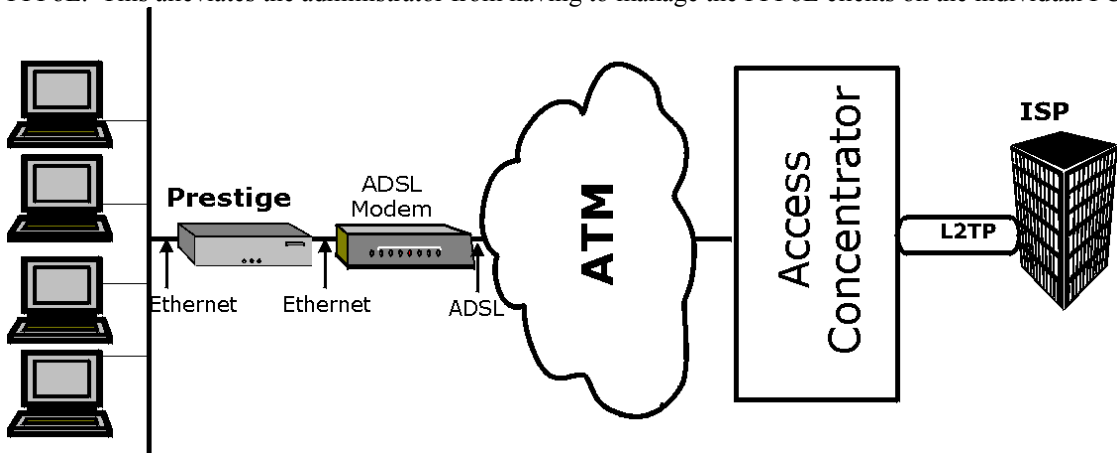 This alleviates the administrator from having to manage the PPPoE clients on the individual
Prestige
ADSL
Modem
Ethernet
Ethernet
ADSL
ATM
Access
Concentrator
L2TP
ISP